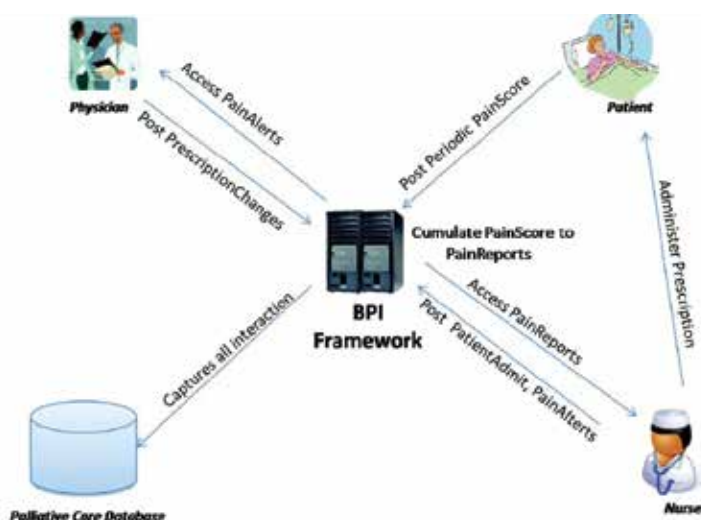 Physician
Patient
Access PainAlerts
Post PrescriptionChanges
Post Periodic PainScore
Administer Prescription
Cumulate PainScore to
PainReports
BPI
Framework
Access PainReports
Post PatientAdmit, PainAlterts
Captures all interaction
Palliative Care Database
Nurse